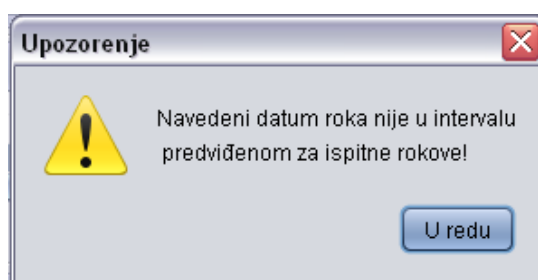 Upozorenje
Navedeni datum roka nije u intervalu
predviđenom za ispitne rokove!
U redu